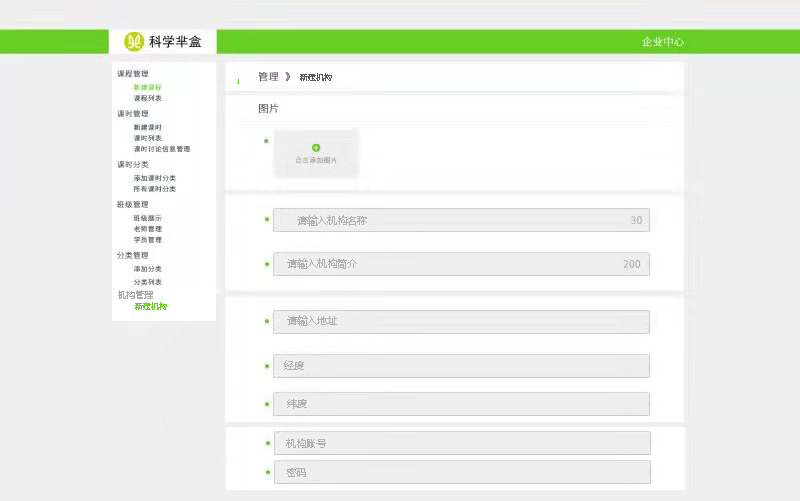 科学芈盒
企业中心
课程管理
新建课程
课程列表
课时管理
新建课时
课时列表
课时讨论信息管理
课时分类
添加课时分类
所有课时分类
班级管理
班级展示
老师管理
学员管理
分类管理
添加分类
分类列表
机构管理
新建机构
管理 》 新建机构
图片
点击添加图片
请输入机构名称 30
请输入机构简介 200
请输入地址
经度
纬度
机构账号
密码